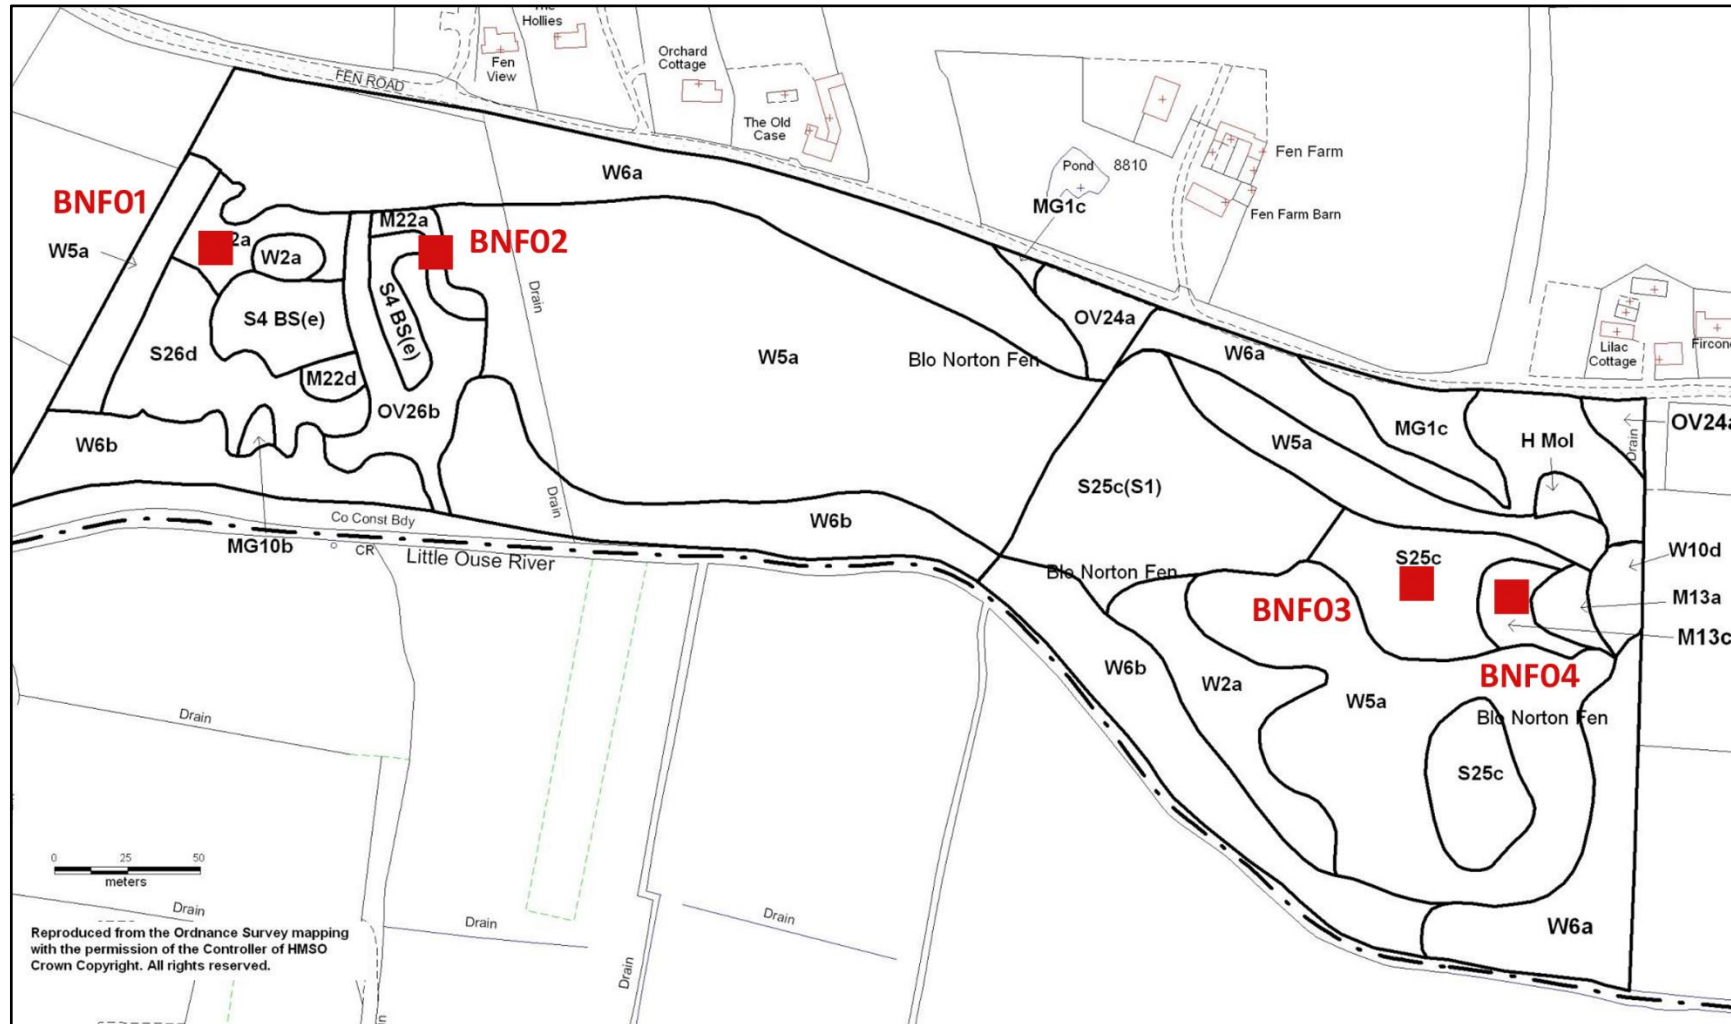 Hollies
Fen
View
FEN ROAD
Orchard
Cottage
The Old
Case
Pond 8810
Fen Farm
Fen Farm Barn
MG1c
W6a
BNF01
W5a
2a
W2a
M22a
BNF02
Drain
S4 BS(e)
S4 BS(e)
S26d
M22d
OV26b
W6b
W5a
Blo Norton Fen
OV24a
W6a
Lilac
Cottage
MG1c
W5a
H Mol
OV24a
Drain
S25c(S1)
Drain
W6b
Co Const Bdy
CR
MG10b
Little Ouse River
Blo Norton Fen
S25c
W10d
M13a
M13c
BNF03
BNF04
W6b
W2a
W5a
Blo Norton Fen
S25c
W6a
Drain
0 25 50
meters
Drain
Drain
Drain
Drain
Reproduced from the Ordnance Survey mapping
with the permission of the Controller of HMSO
Crown Copyright. All rights reserved.